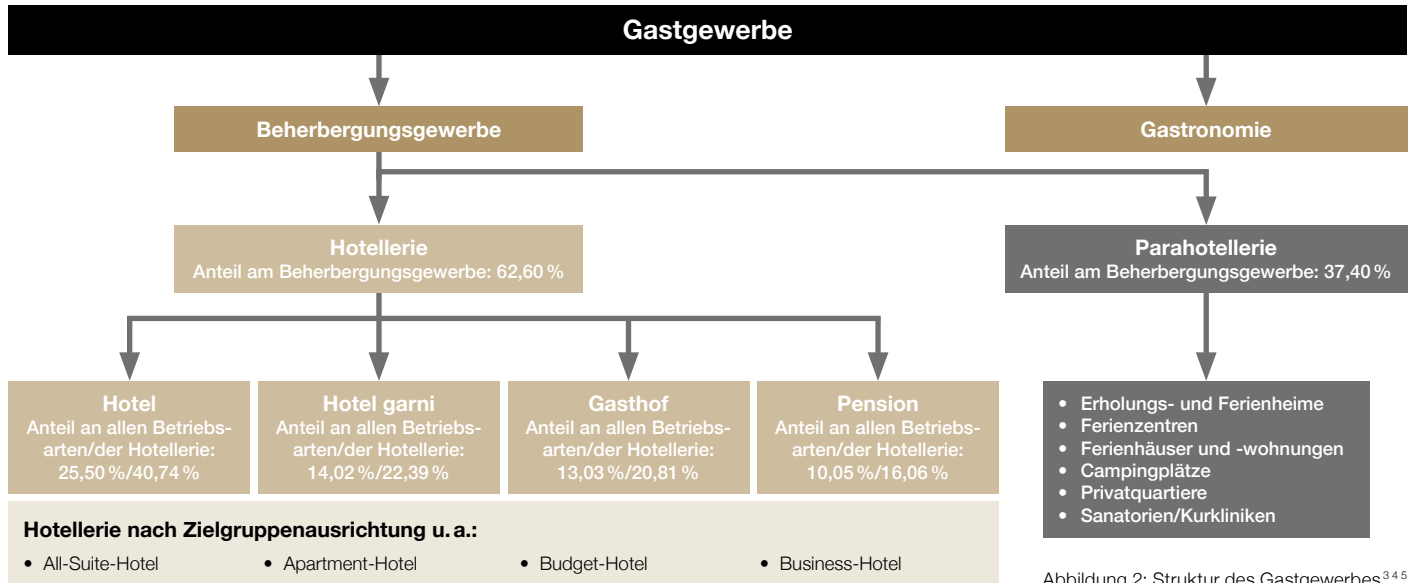 Gastgewerbe
Beherbergungsgewerbe
Gastronomie
Hotellerie
Anteil am Beherbergungsgewerbe: 62,60 %
Parahotellerie
Anteil am Beherbergungsgewerbe: 37,40 %
Hotel
Anteil an allen Betriebs-
arten/der Hotellerie:
25,50 %/40,74 %
Hotel garni
Anteil an allen Betriebs-
arten/der Hotellerie:
14,02 %/22,39 %
Gasthof
Anteil an allen Betriebs-
arten/der Hotellerie:
13,03 %/20,81 %
Pension
Anteil an allen Betriebs-
arten/der Hotellerie:
10,05 %/16,06 %
• Erholungs- und Ferienheime
• Ferienzentren
• Ferienhäuser und -wohnungen
• Campingplätze
• Privatquartiere
• Sanatorien/Kurkliniken
Hotellerie nach Zielgruppenausrichtung u. a.:
• All-Suite-Hotel
• Apartment-Hotel
• Budget-Hotel
• Business-Hotel
Abbildung 2: Struktur des Gastgewerbes 3 4 5